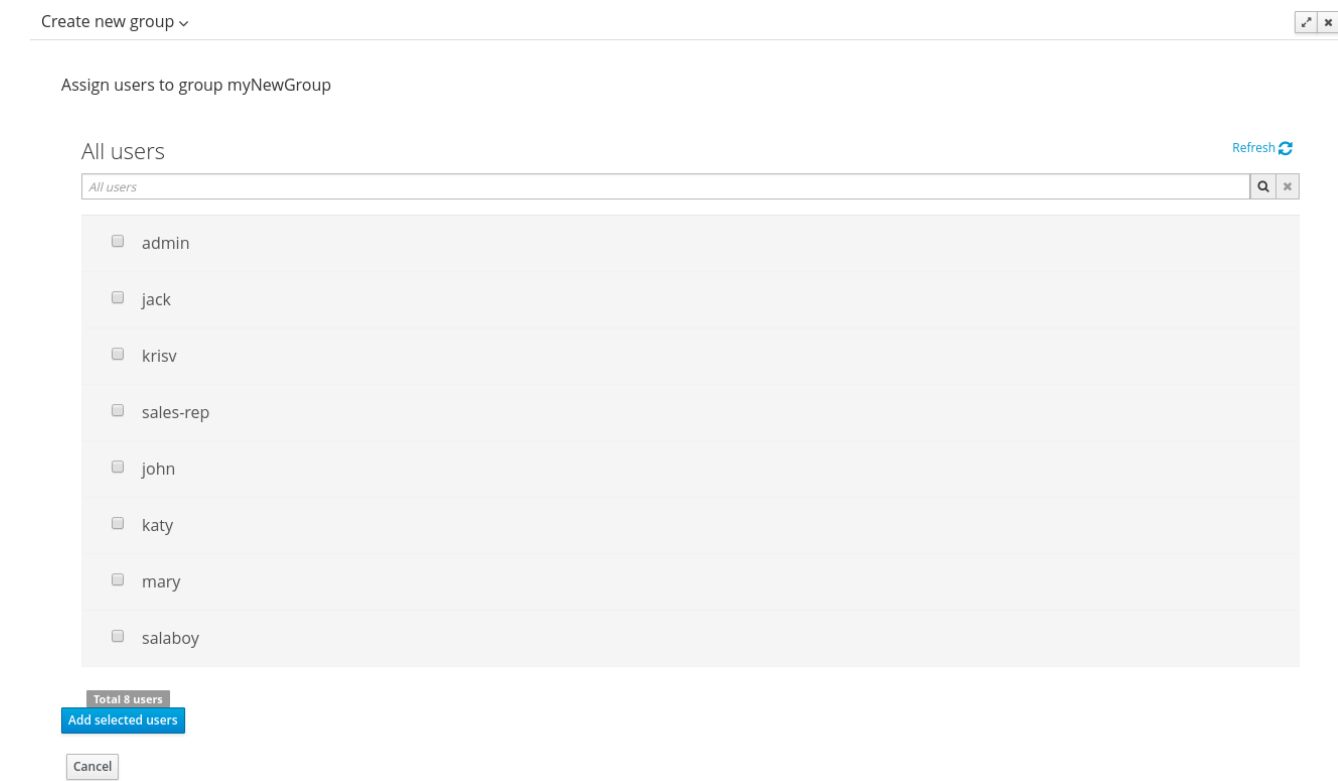 Create new group
Assign users to group myNewGroup
All users
Refresh
All users
admin
jack
krisv
sales-rep
john
katy
mary
salaboy
Total 8 users
Add selected users
Cancel